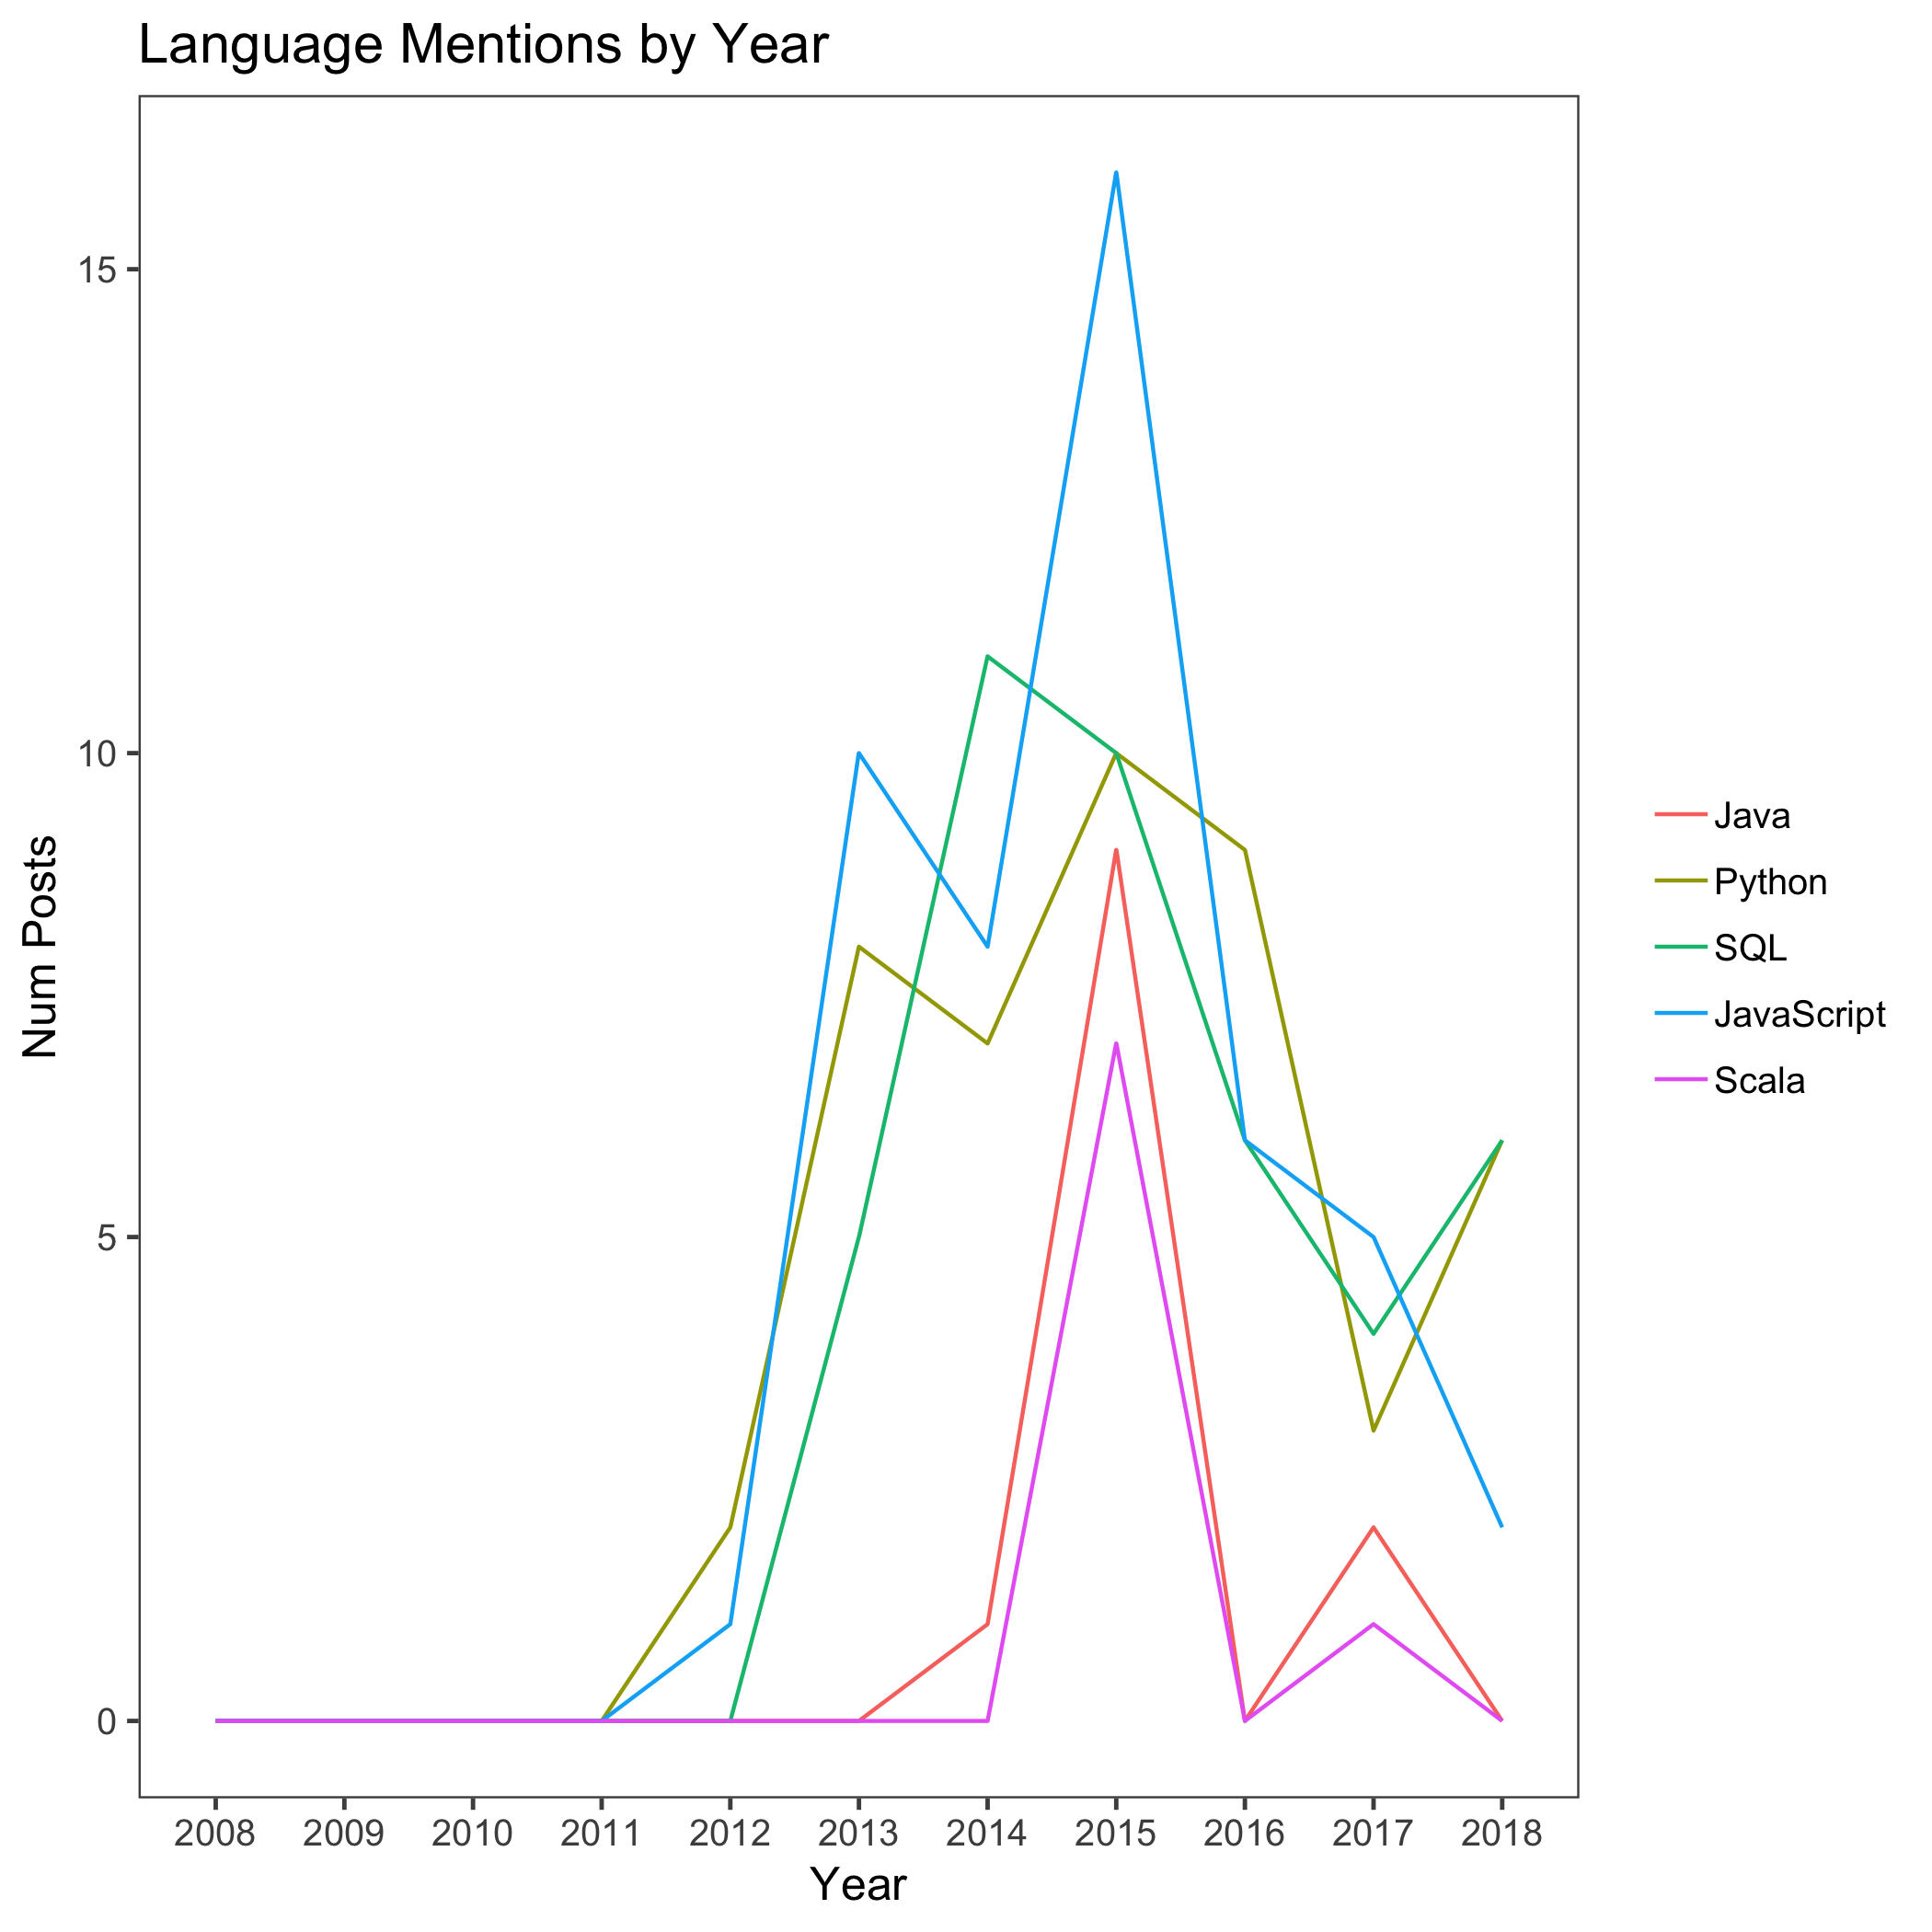 Language Mentions by Year
Num Posts
15
10
5
0
2008 2009 2010 2011 2012 2013 2014 2015 2016 2017 2018
Year
Java
Python
SQL
JavaScript
Scala